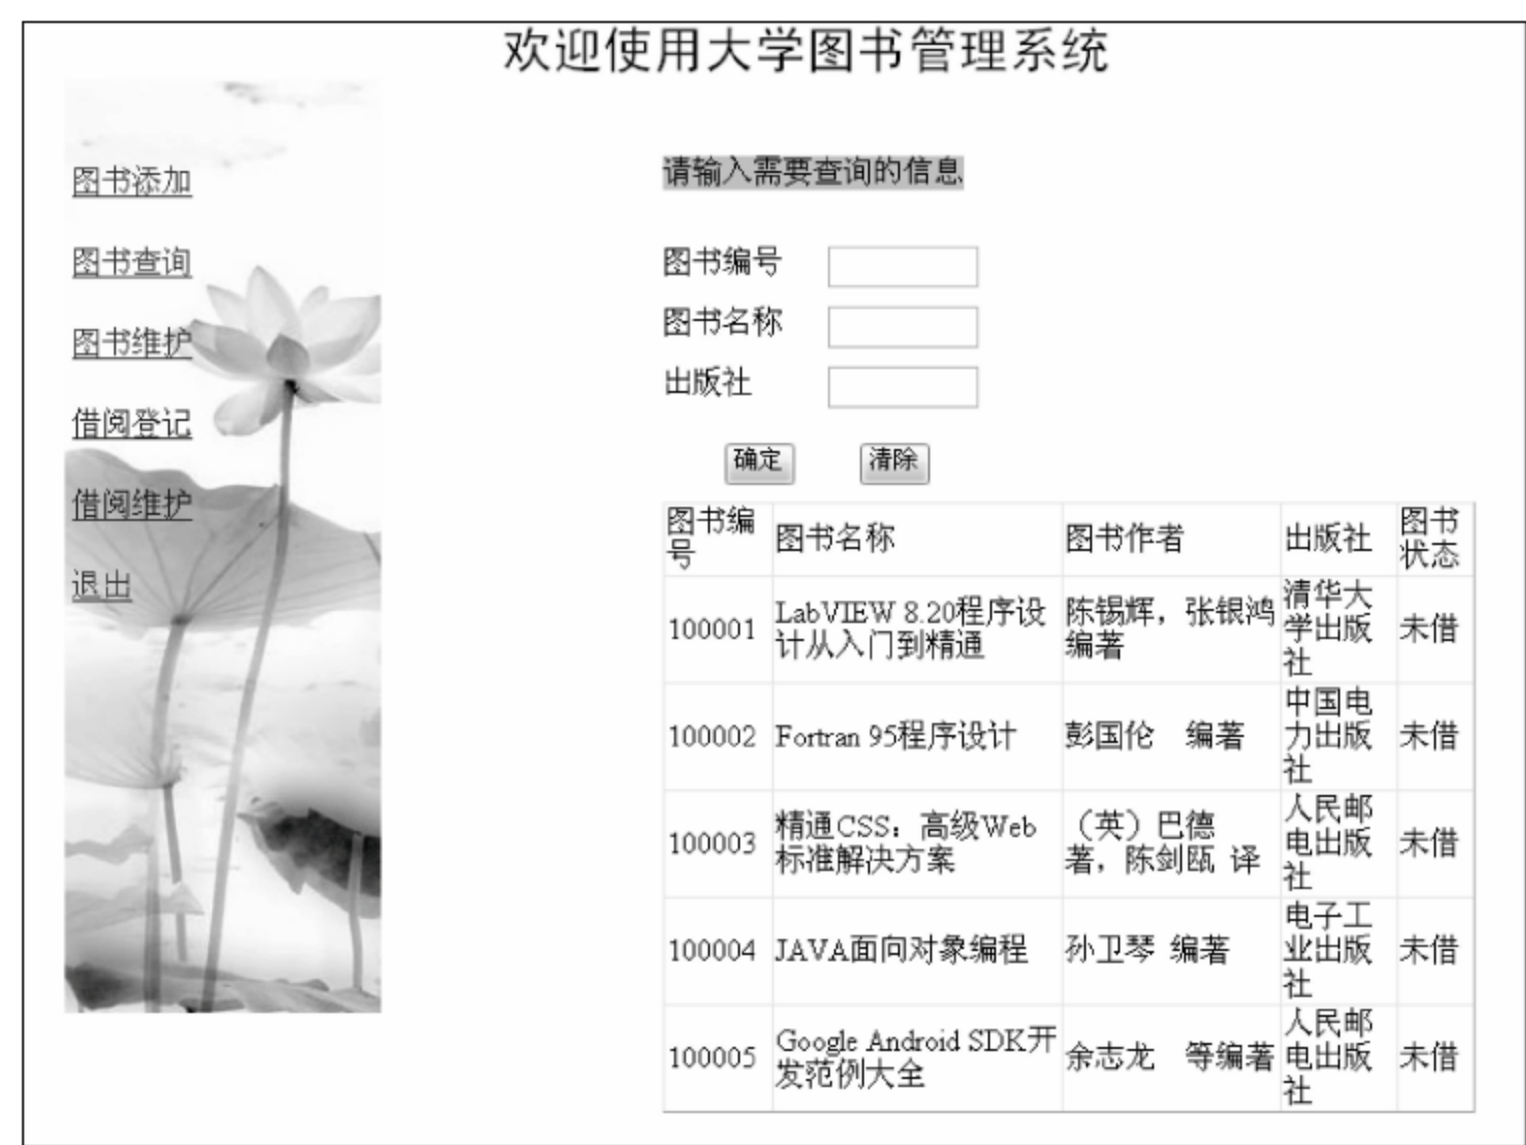 欢迎使用大学图书管理系统
图书添加
图书查询
图书维护
借阅登记
借阅维护
退出
请输入需要查询的信息
图书编号
图书名称
出版社
确定 清除
图书编
号
图书名称
图书作者
出版社
图书
状态
100001
LabVIEW 8.20程序设
计从入门到精通
陈锡辉，张银鸿
编著
清华大
学出版
社
未借
100002
Fortran 95程序设计
彭国伦 编著
中国电
力出版
社
未借
100003
精通CSS：高级Web
标准解决方案
（英）巴德
著，陈剑瓯 译
人民邮
电出版
社
未借
100004
JAVA面向对象编程
孙卫琴 编著
电子工
业出版
社
未借
100005
Google Android SDK开
发范例大全
余志龙 等编著
人民邮
电出版
社
未借